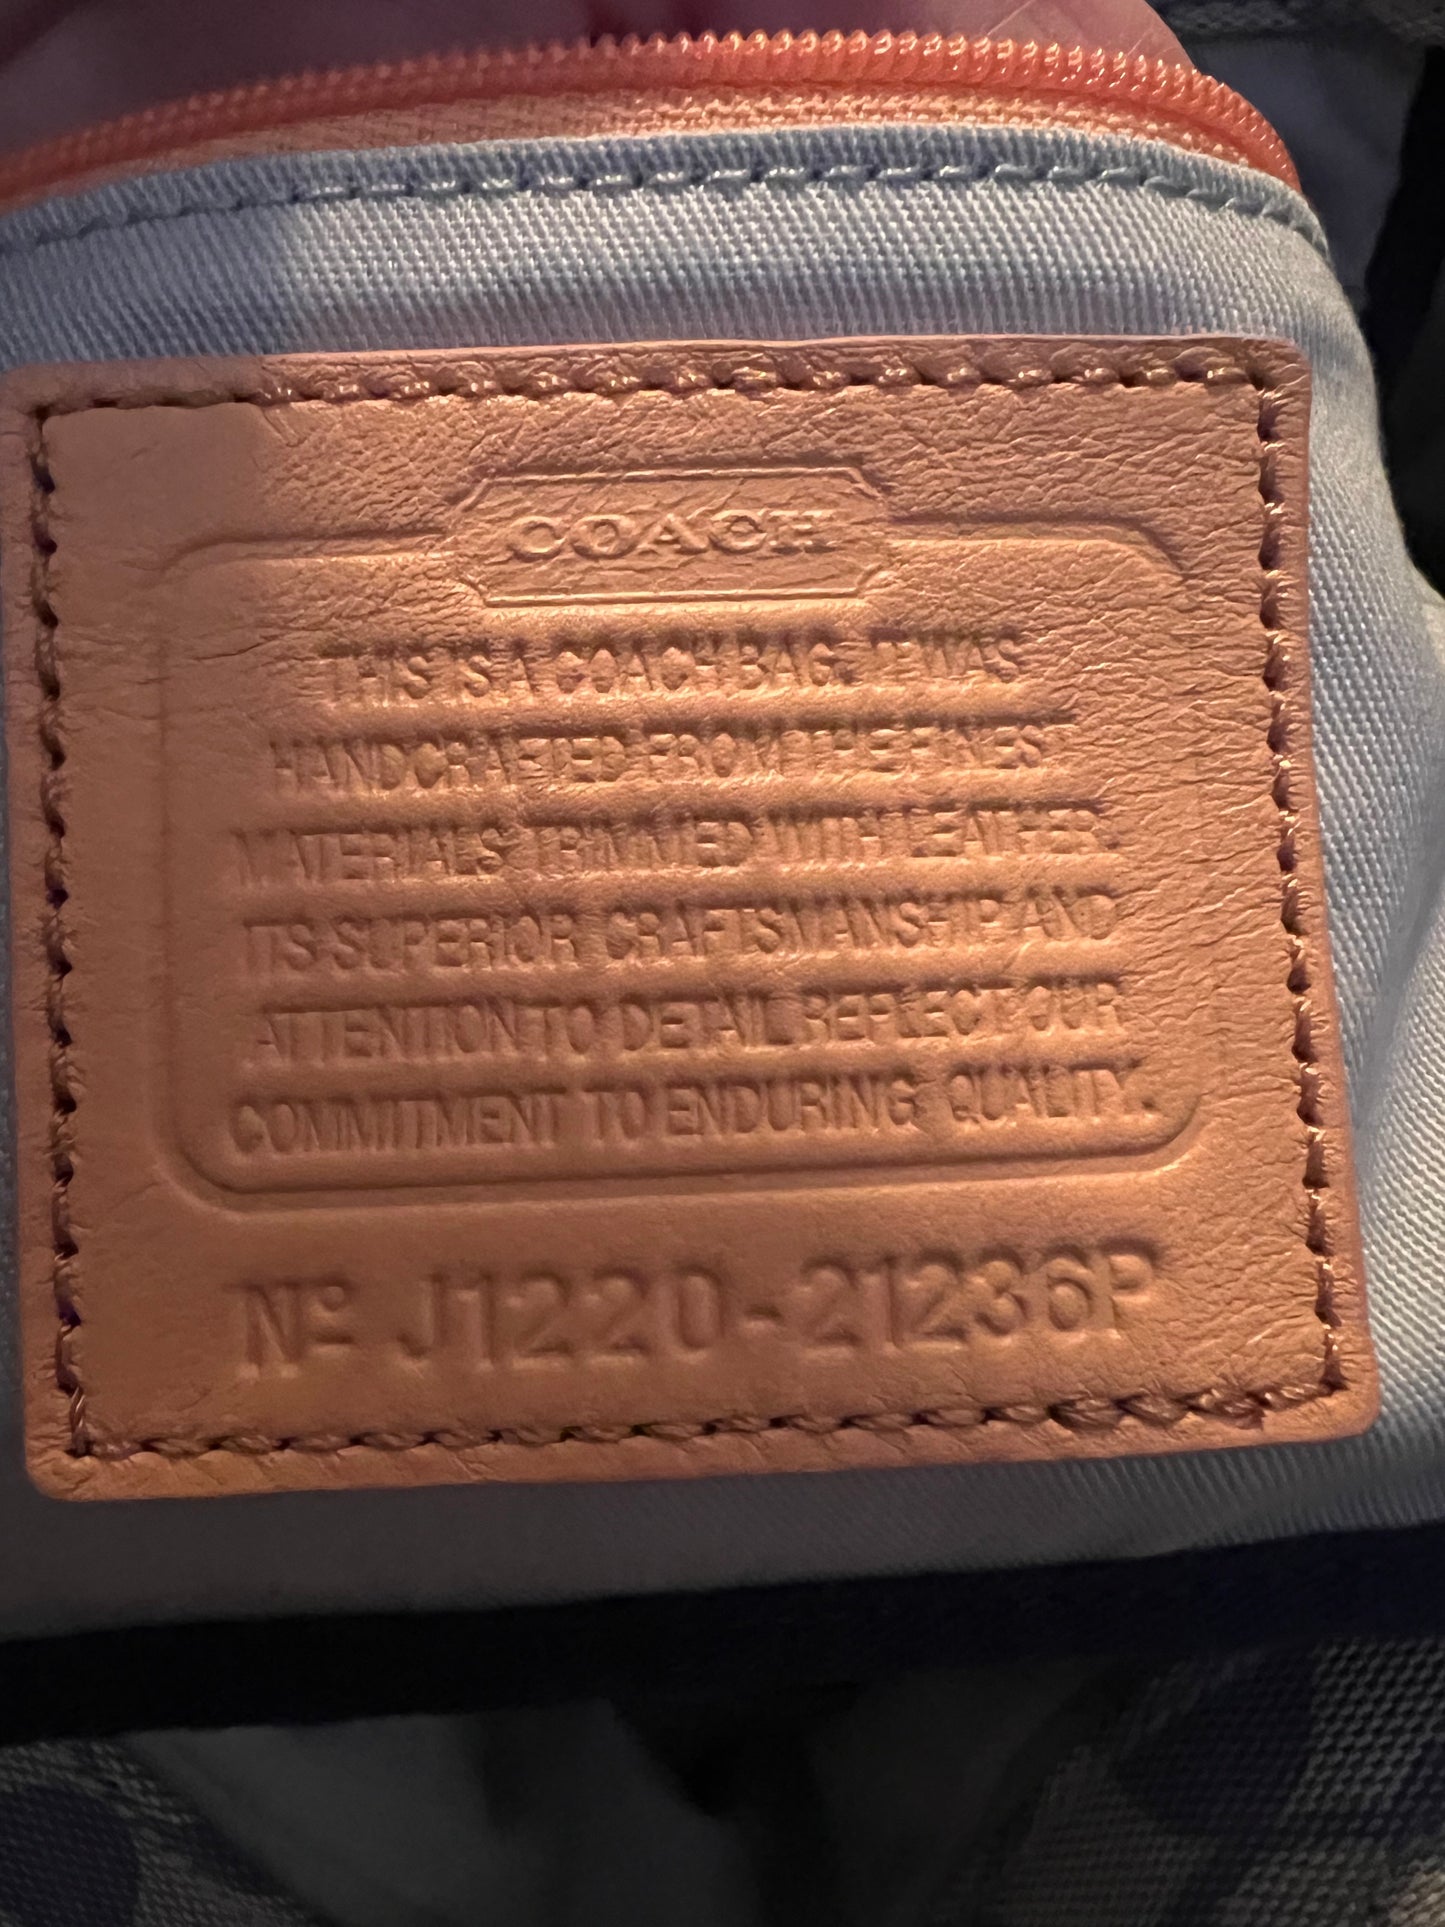 COACH
THIS IS A COACH BAG. IT WAS
HANDCRAFTED FROM THE FINEST
MATERIALS TRIMMED WITH LEATHER.
ITS SUPERIOR CRAFTSMANSHIP AND
ATTENTION TO DETAIL REFLECT OUR
COMMITMENT TO ENDURING QUALITY.
Nº J1220-21236P